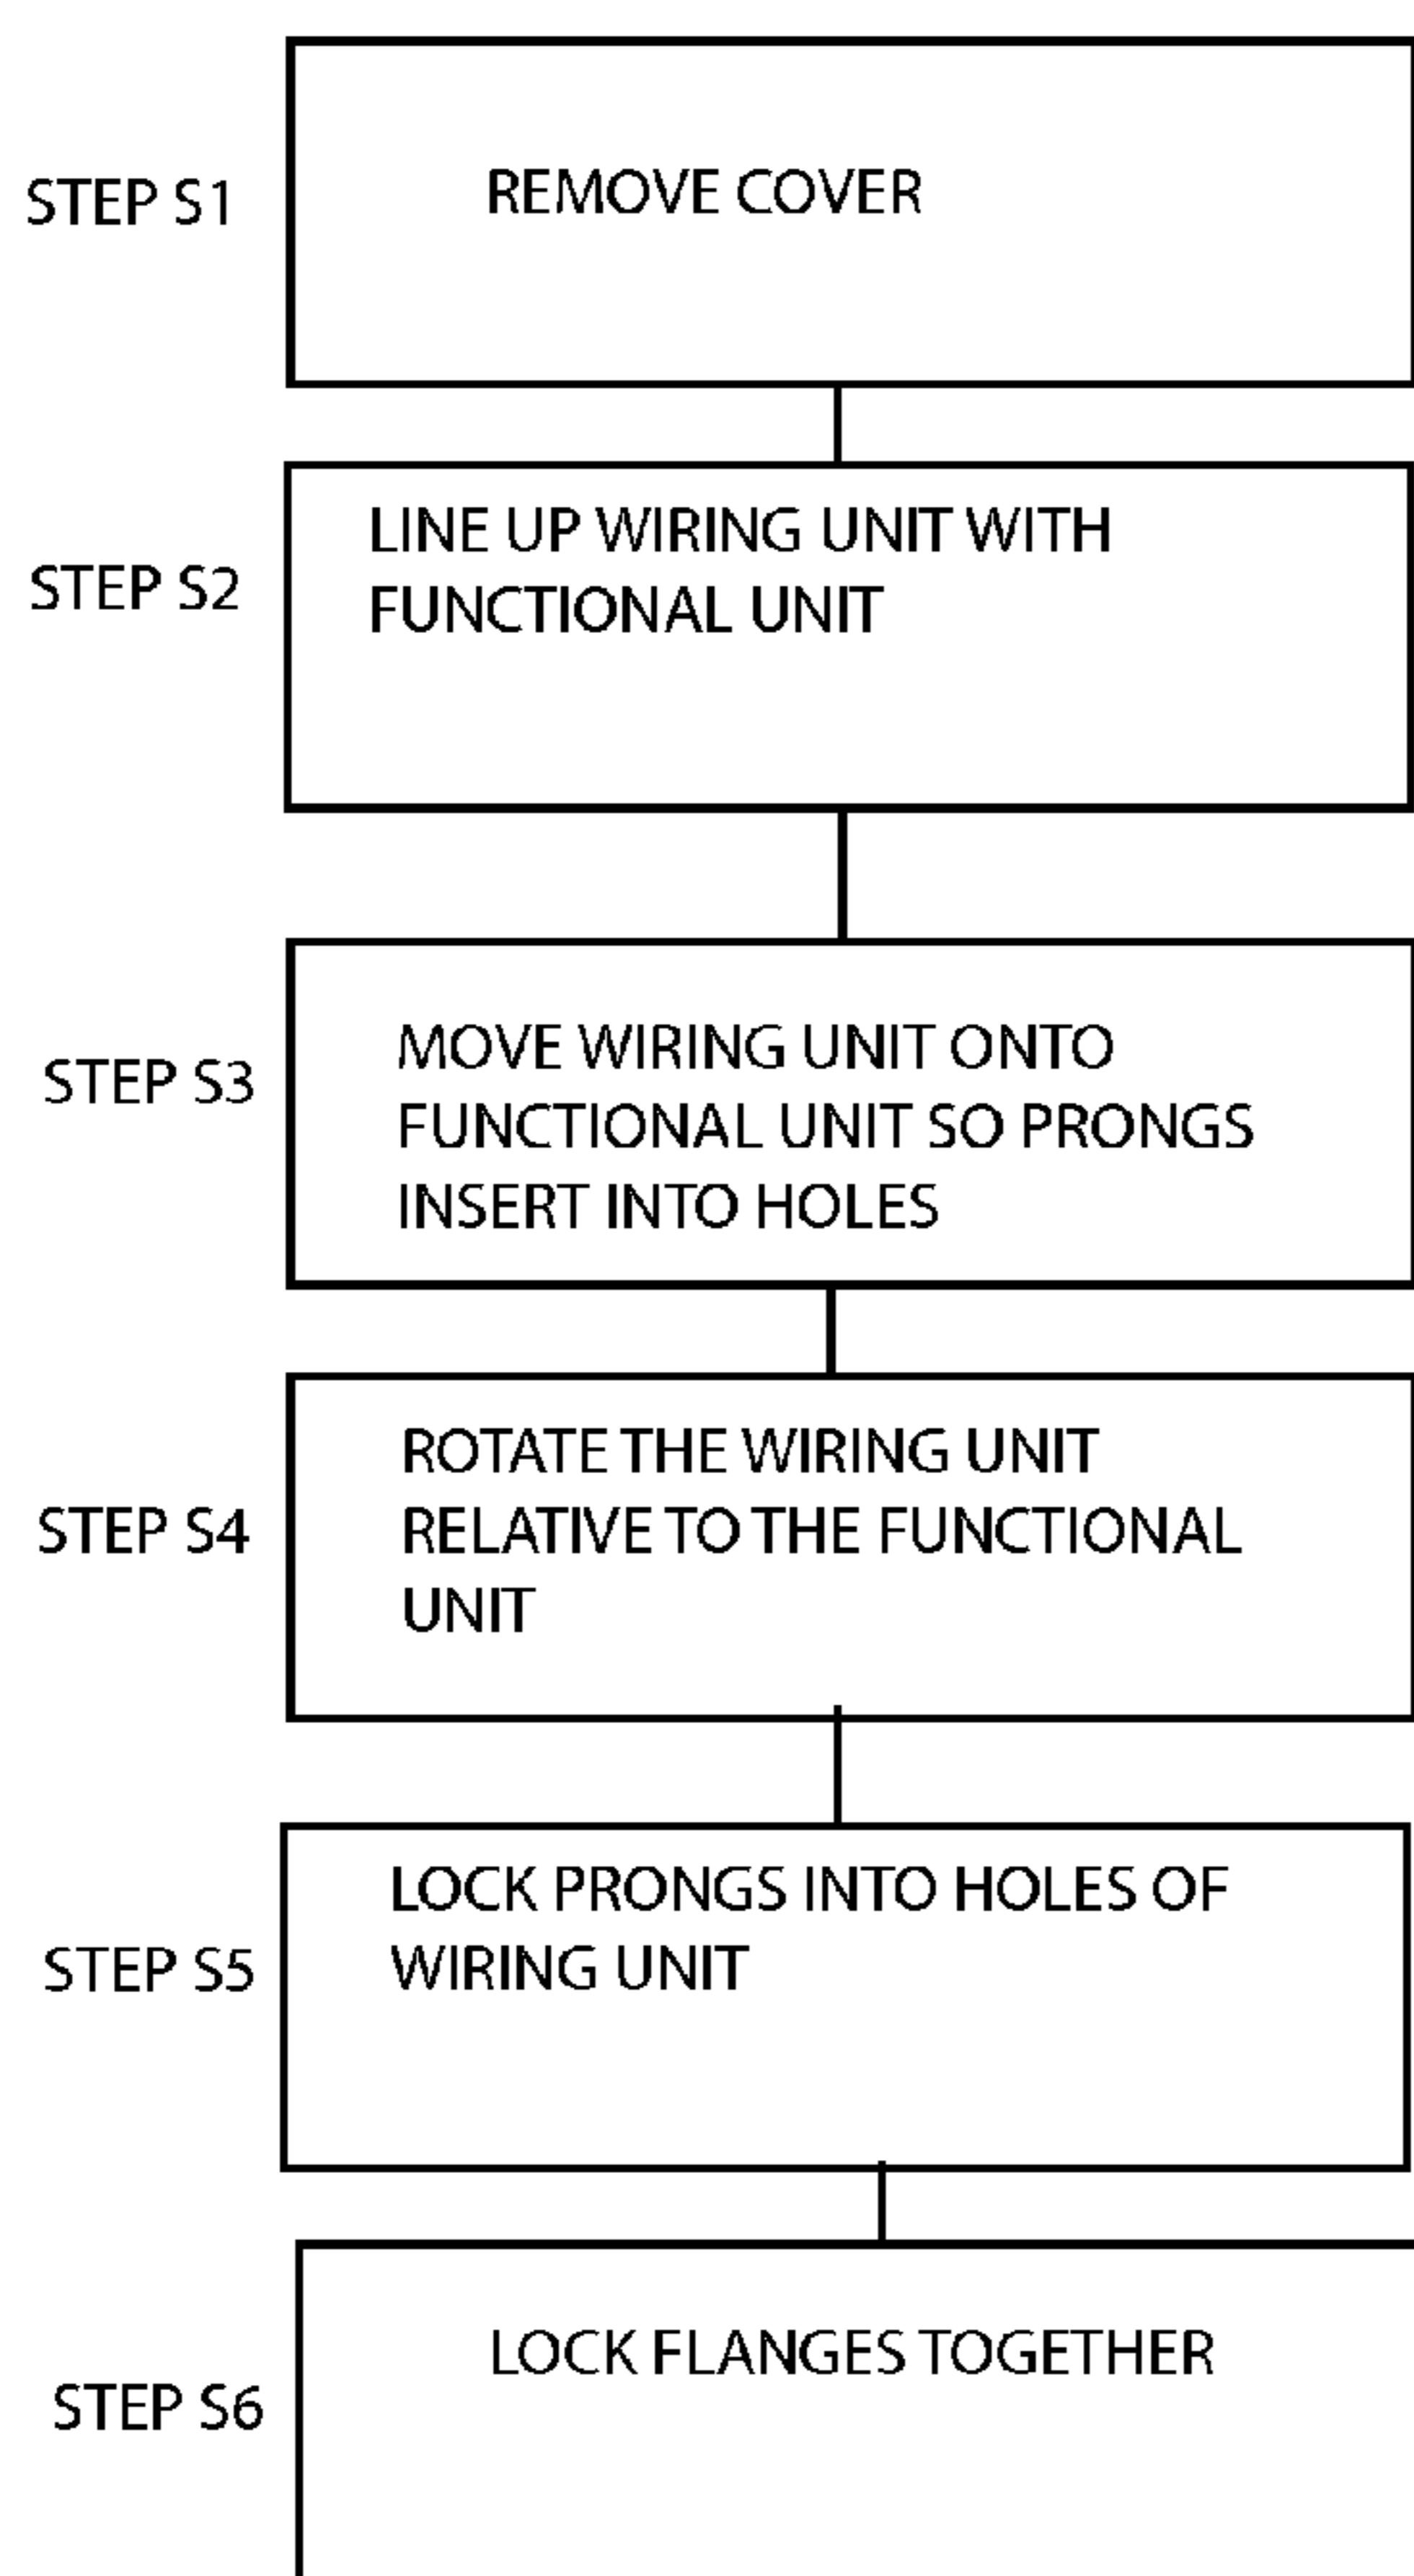 STEP S1
REMOVE COVER
STEP S2
LINE UP WIRING UNIT WITH
FUNCTIONAL UNIT
STEP S3
MOVE WIRING UNIT ONTO
FUNCTIONAL UNIT SO PRONGS
INSERT INTO HOLES
STEP S4
ROTATE THE WIRING UNIT
RELATIVE TO THE FUNCTIONAL
UNIT
STEP S5
LOCK PRONGS INTO HOLES OF
WIRING UNIT
STEP S6
LOCK FLANGES TOGETHER